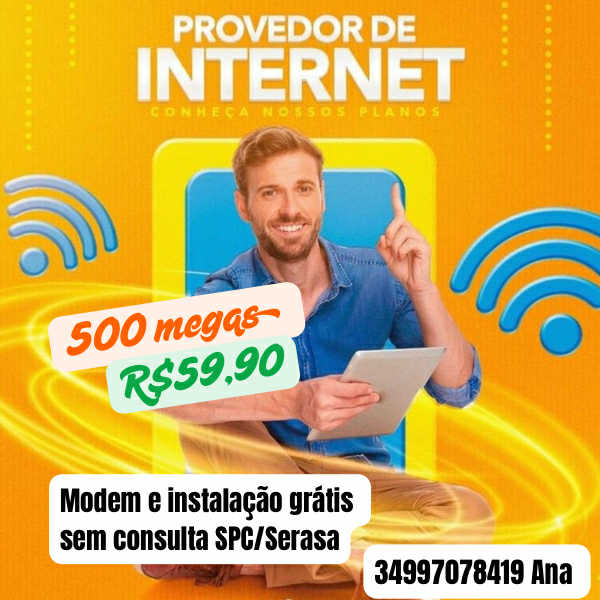 PROVEDOR DE
INTERNET
CONHEÇA NOSSOS PLANOS
500 megas
R$59,90
Modem e instalação grátis
sem consulta SPC/Serasa
34997078419 Ana